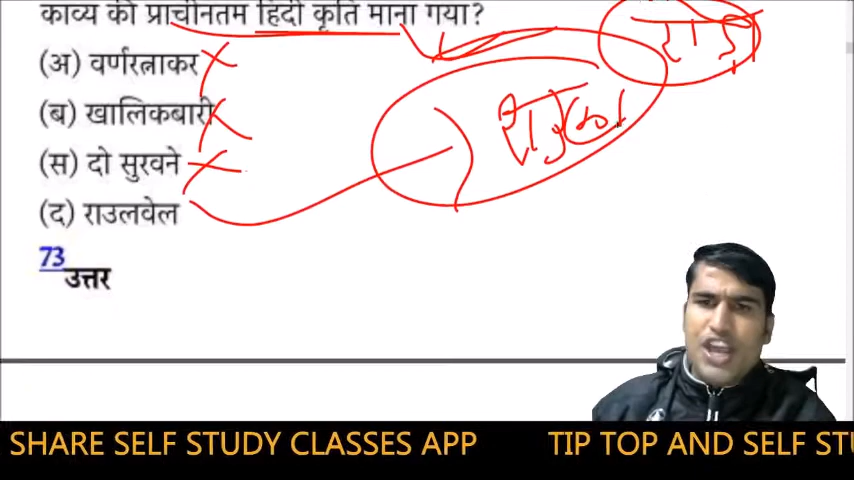 काव्य की प्राचीनतम हिंदी कृति माना गया?
(अ) वर्णरत्नाकर
(ब) खालिकबारी
(स) दो सुरवने
(द) राउलवेल
73
उत्तर
SHARE SELF STUDY CLASSES APP TIP TOP AND SELF STU